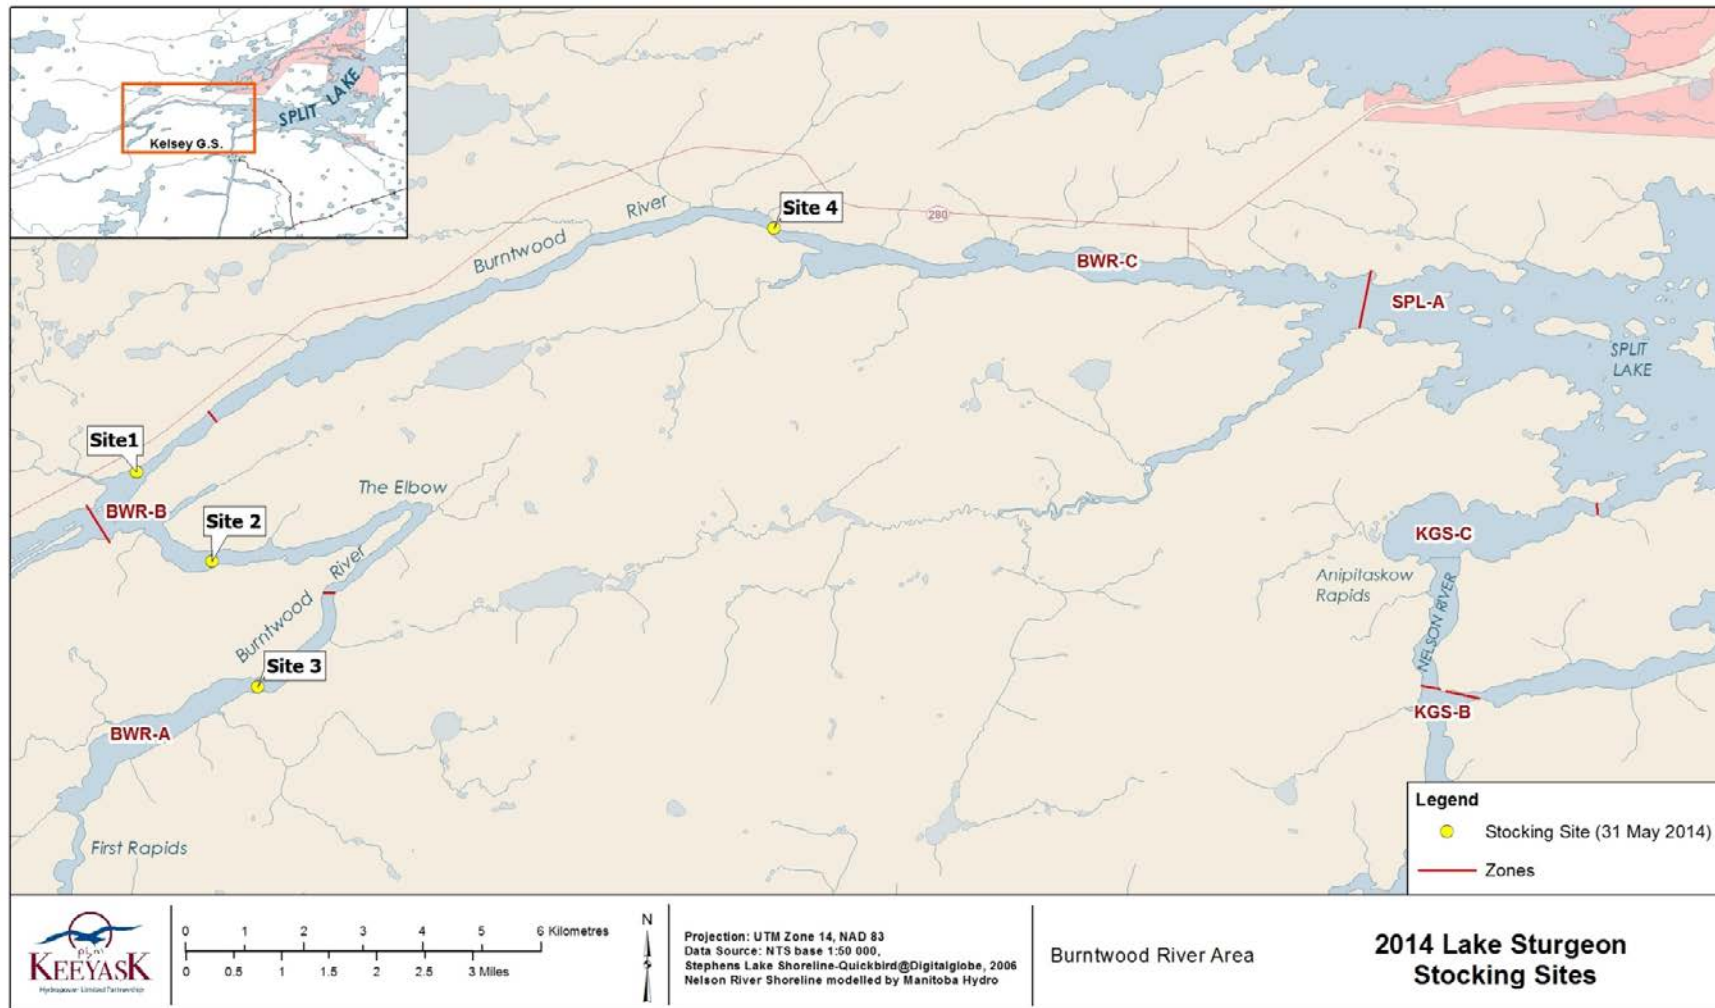 SPLIT LAKE
Kelsey G.S.
River
Site 4
280
Burntwood
BWR-C
SPL-A
SPLIT
LAKE
Site1
The Elbow
BWR-B
Site 2
KGS-C
River
Anipitaskow
Rapids
Burntwood
NELSON RIVER
Site 3
KGS-B
BWR-A
First Rapids
Legend
Stocking Site (31 May 2014)
Zones
KEEYASK
Hydropower Limited Partnership
0 1 2 3 4 5 6 Kilometres
0 0.5 1 1.5 2 2.5 3 Miles
N
Projection: UTM Zone 14, NAD 83
Data Source: NTS base 1:50 000,
Stephens Lake Shoreline-Quickbird@Digitalglobe, 2006
Nelson River Shoreline modelled by Manitoba Hydro
Burntwood River Area
2014 Lake Sturgeon
Stocking Sites